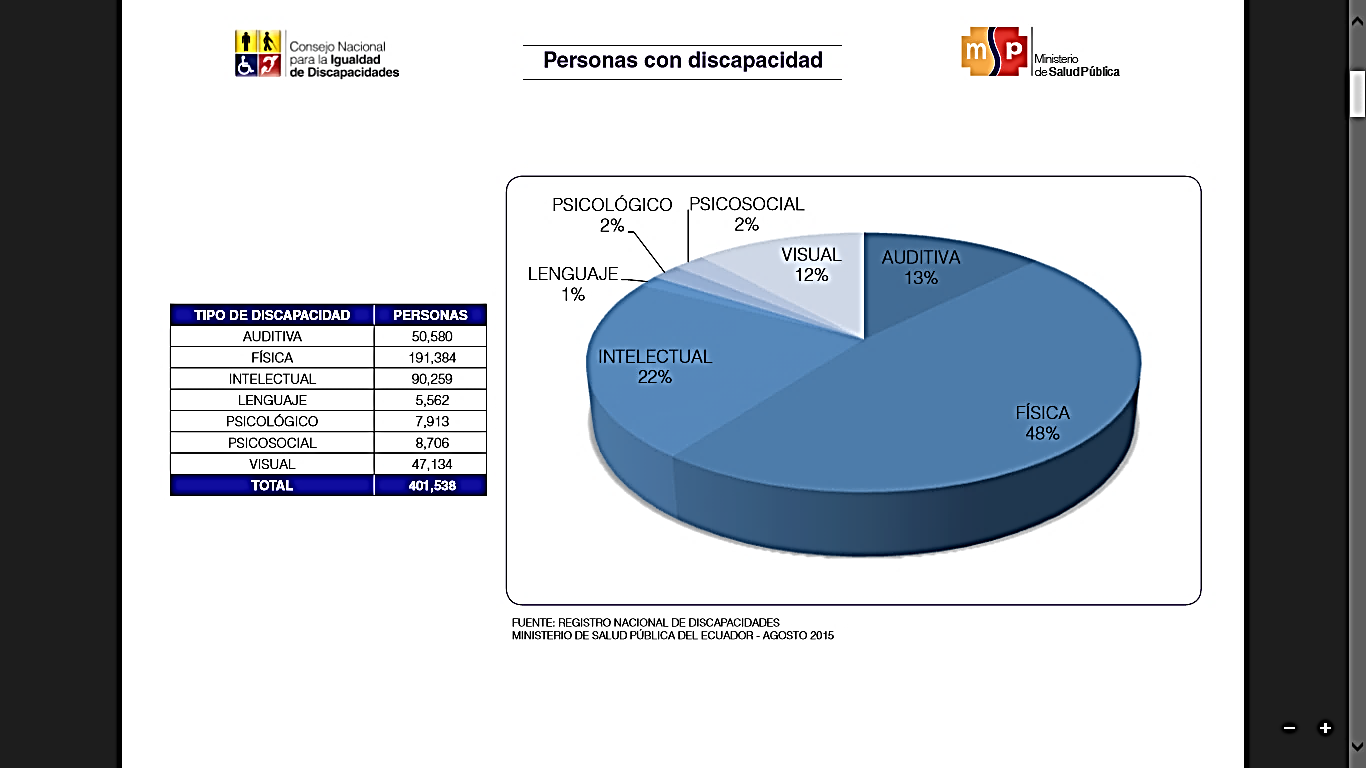 Consejo Nacional
para la Igualdad
de Discapacidades
Personas con discapacidad
msp
Ministerio
de Salud Pública
TIPO DE DISCAPACIDAD PERSONAS
AUDITIVA 50,580
FÍSICA 191,384
INTELECTUAL 90,259
LENGUAJE 5,562
PSICOLÓGICO 7,913
PSICOSOCIAL 8,706
VISUAL 47,134
TOTAL 401,538
PSICOLÓGICO
2%
PSICOSOCIAL
2%
VISUAL
12%
AUDITIVA
13%
LENGUAJE
1%
INTELECTUAL
22%
FÍSICA
48%
FUENTE: REGISTRO NACIONAL DE DISCAPACIDADES
MINISTERIO DE SALUD PÚBLICA DEL ECUADOR - AGOSTO 2015